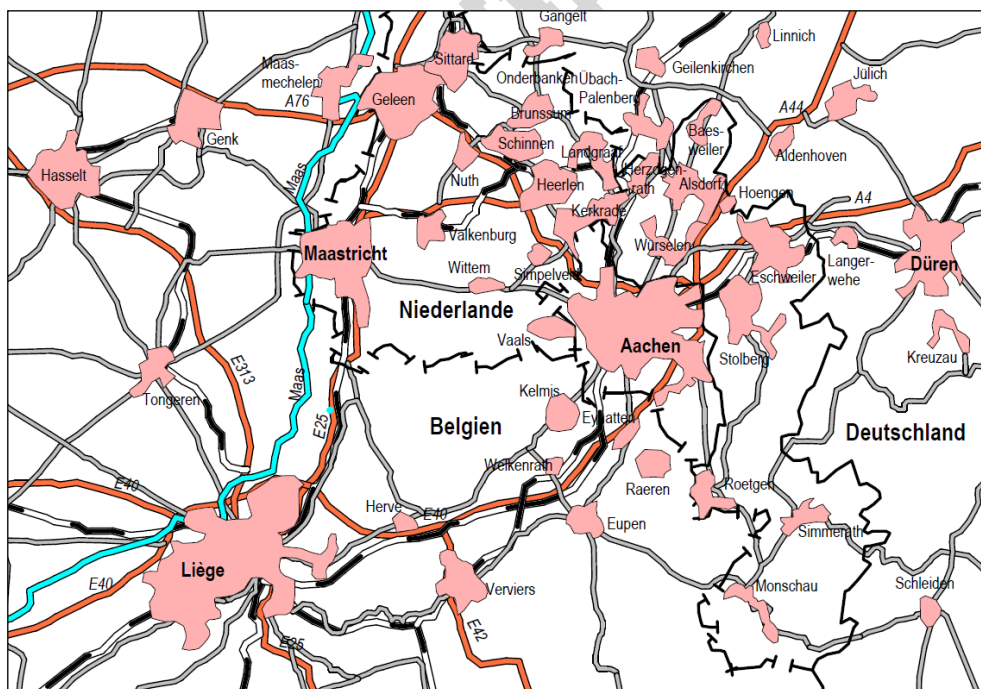 Gangelt
Linnich
Sittard
Maas-
mechelen
Onderbanken
Übach-
Palenberg
Geilenkirchen
Jülich
A76
Geleen
A44
Brunssum
Genk
Schinnen
Baes-
weiler
Aldenhoven
Landgraaf
Hasselt
Maas
Nuth
Heerlen
Herzogen-
rath
Alsdorf
Hoengen
A4
Kerkrade
Valkenburg
Würselen
Maastricht
Wittem
Simpelveld
Eschweiler
Langer-
wehe
Düren
Niederlande
Vaals
Aachen
Stolberg
Kreuzau
E313
Maas
Tongeren
Kelmis
E25
Belgien
Eynatten
Deutschland
Welkenrath
E40
Raeren
Roetgen
Herve
E40
Eupen
Simmerath
Liège
E40
Verviers
Monschau
Schleiden
E42
E25